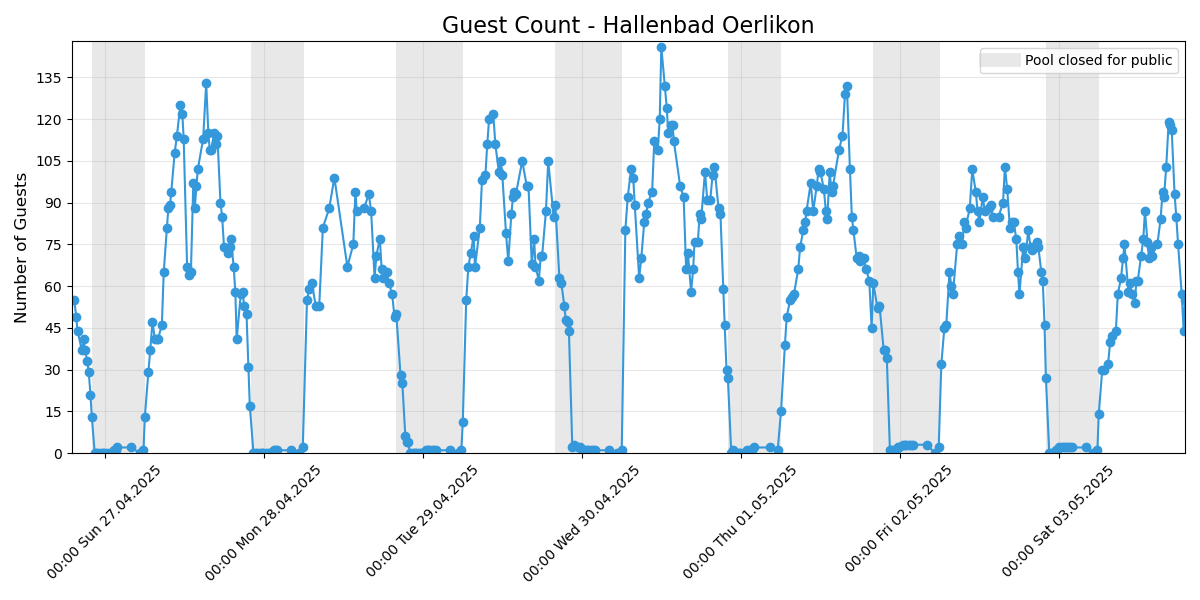 Guest Count - Hallenbad Oerlikon
Pool closed for public
Number of Guests
135
120
105
90
75
60
45
30
15
0
00:00 Sun 27.04.2025
00:00 Mon 28.04.2025
00:00 Tue 29.04.2025
00:00 Wed 30.04.2025
00:00 Thu 01.05.2025
00:00 Fri 02.05.2025
00:00 Sat 03.05.2025